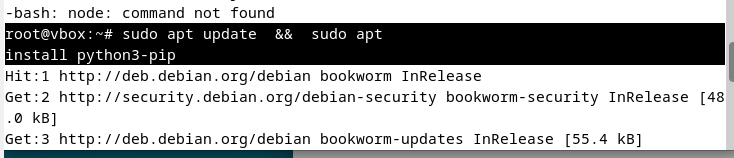 -bash: node: command not found
root@vbox:~# sudo apt update  &&  sudo apt
install python3-pip
Hit:1 http://deb.debian.org/debian bookworm InRelease
Get:2 http://security.debian.org/debian-security bookworm-security InRelease [48
.0 kB]
Get:3 http://deb.debian.org/debian bookworm-updates InRelease [55.4 kB]